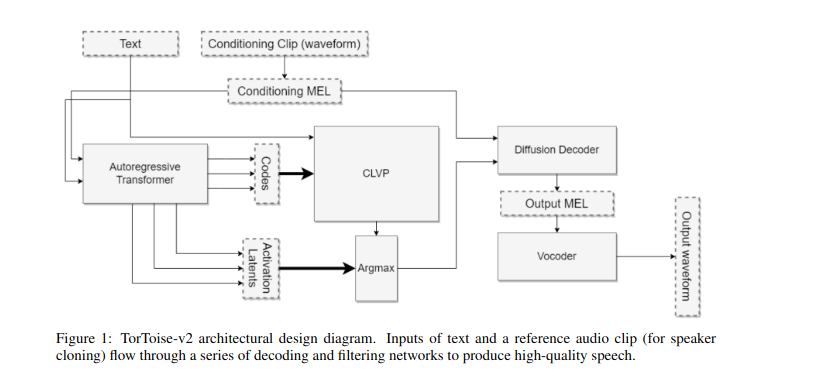 Text
Conditioning Clip (waveform)
Conditioning MEL
Autoregressive
Transformer
Codes
CLVP
Diffusion Decoder
Output MEL
Output waveform
Activation
Latents
Argmax
Vocoder
Figure 1: TorToise-v2 architectural design diagram. Inputs of text and a reference audio clip (for speaker
cloning) flow through a series of decoding and filtering networks to produce high-quality speech.